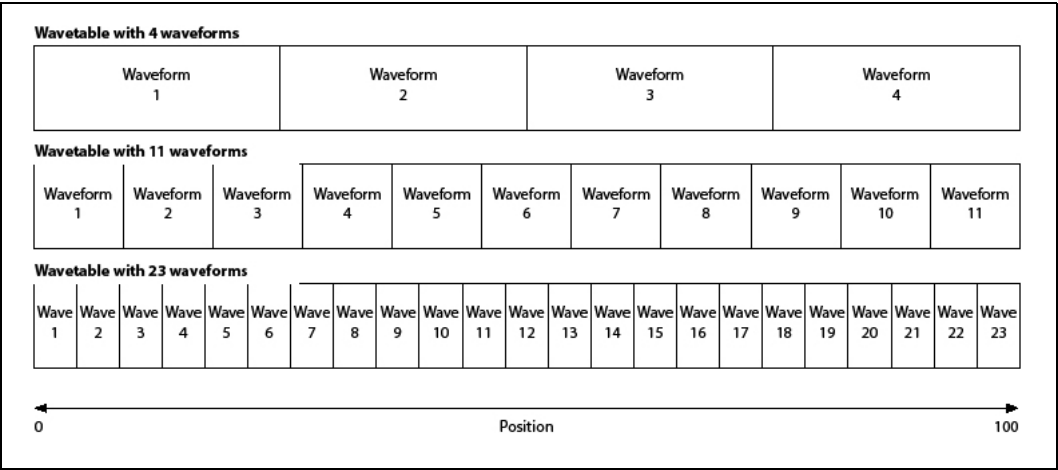 Wavetable with 4 waveforms
Waveform Waveform Waveform Waveform
1 2 3 4
Wavetable with 11 waveforms
Waveform Waveform Waveform Waveform Waveform Waveform Waveform Waveform Waveform Waveform Waveform
1 2 3 4 5 6 7 8 9 10 11
Wavetable with 23 waveforms
Wave Wave Wave Wave Wave Wave Wave Wave Wave Wave Wave Wave Wave Wave Wave Wave Wave Wave Wave Wave Wave Wave Wave
1 2 3 4 5 6 7 8 9 10 11 12 13 14 15 16 17 18 19 20 21 22 23
0 Position 100